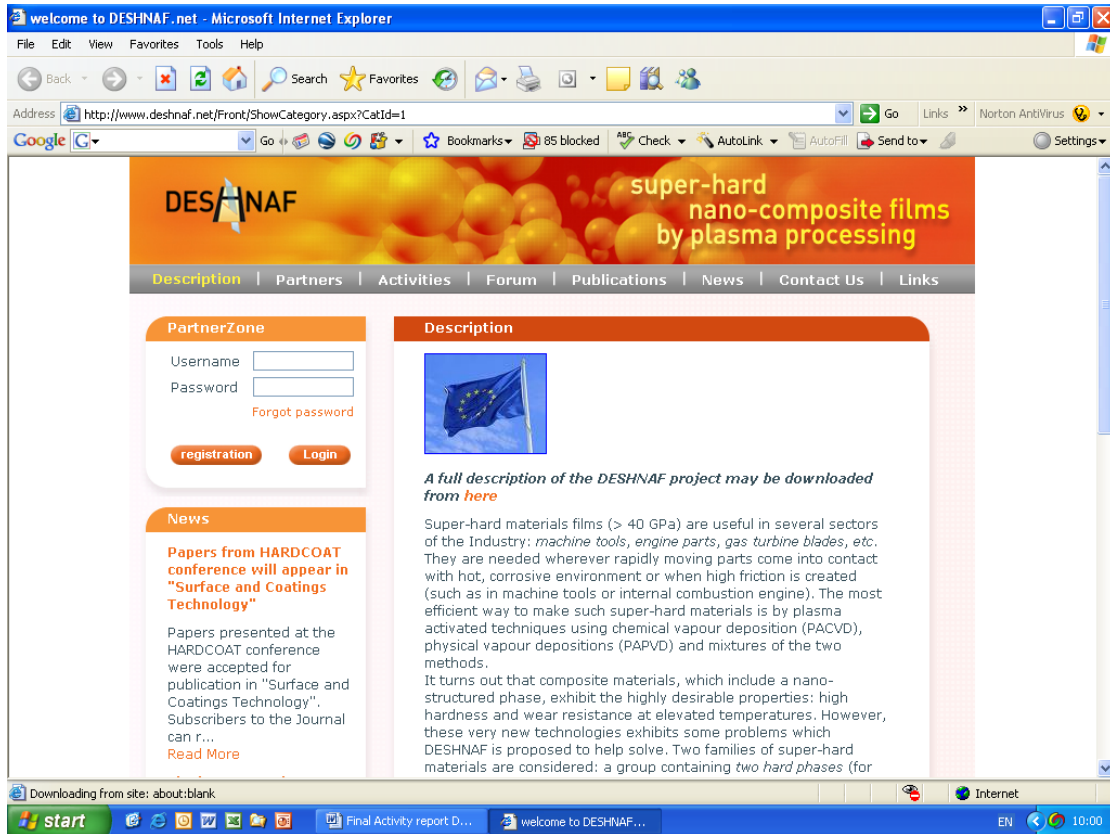 welcome to DESHNAF.net - Microsoft Internet Explorer
File Edit View Favorites Tools Help
Back Search Favorites
Address http://www.deshnaf.net/Front/ShowCategory.aspx?CatId=1 Go Links » Norton AntiVirus
Google G Go Bookmarks 85 blocked ABC Check AutoLink AutoFill Send to Settings
DESHNAF
super-hard
nano-composite films
by plasma processing
Description | Partners | Activities | Forum | Publications | News | Contact Us | Links
PartnerZone
Username
Password
Forgot password
registration Login
News
Papers from HARDCOAT
conference will appear in
"Surface and Coatings
Technology"
Papers presented at the
HARDCOAT conference
were accepted for
publication in "Surface and
Coatings Technology".
Subscribers to the Journal
can r...
Read More
Description
A full description of the DESHNAF project may be downloaded
from here
Super-hard materials films (> 40 GPa) are useful in several sectors
of the Industry: machine tools, engine parts, gas turbine blades, etc.
They are needed wherever rapidly moving parts come into contact
with hot, corrosive environment or when high friction is created
(such as in machine tools or internal combustion engine). The most
efficient way to make such super-hard materials is by plasma
activated techniques using chemical vapour deposition (PACVD),
physical vapour depositions (PAPVD) and mixtures of the two
methods.
It turns out that composite materials, which include a nano-
structured phase, exhibit the highly desirable properties: high
hardness and wear resistance at elevated temperatures. However,
these very new technologies exhibits some problems which
DESHNAF is proposed to help solve. Two families of super-hard
materials are considered: a group containing two hard phases (for
Downloading from site: about:blank Internet
start Final Activity report D... welcome to DESHNAF... EN 10:00